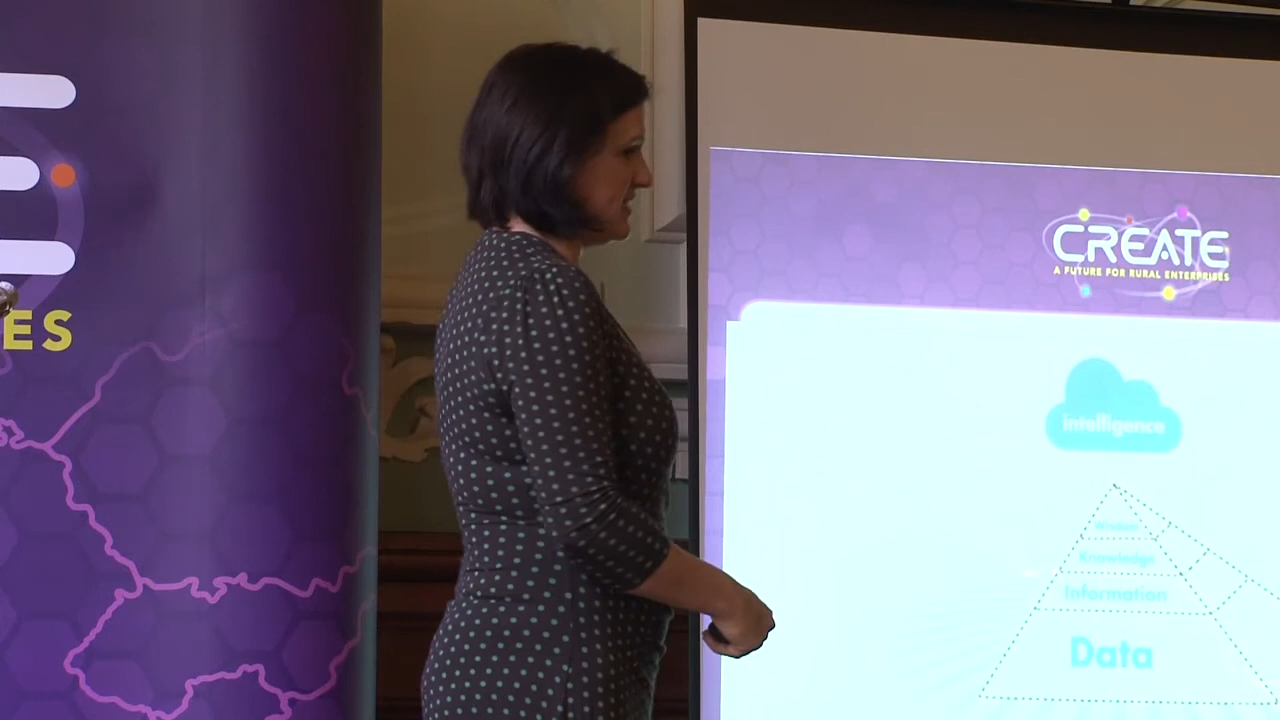 E
ES
CREATE
A FUTURE FOR RURAL ENTERPRISES
intelligence
Wisdom
Knowledge
Information
Data